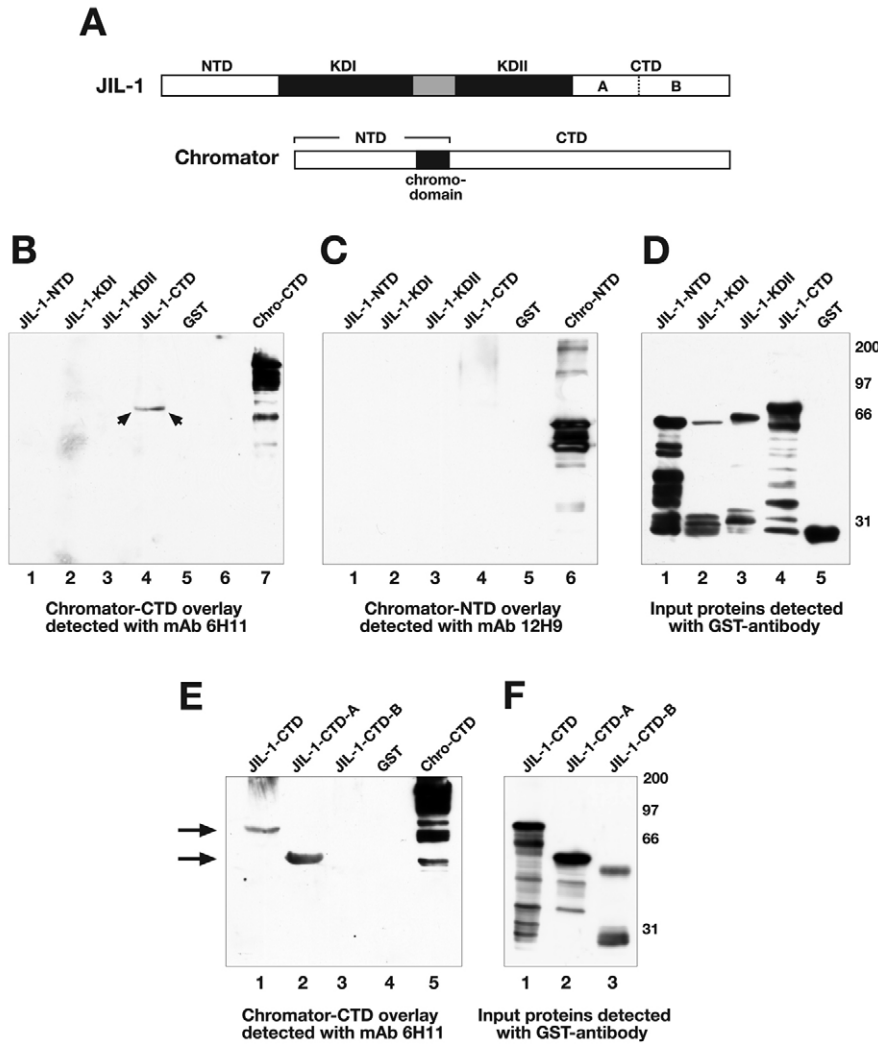 A
NTD KDI KDII CTD
JIL-1 A B
NTD CTD
Chromator
chromo-
domain
B
JIL-1-NTD JIL-1-KDI JIL-1-KDII JIL-1-CTD GST Chro-CTD
1 2 3 4 5 6 7
Chromator-CTD overlay
detected with mAb 6H11
C
JIL-1-NTD JIL-1-KDI JIL-1-KDII JIL-1-CTD GST Chro-NTD
1 2 3 4 5 6
Chromator-NTD overlay
detected with mAb 12H9
D
JIL-1-NTD JIL-1-KDI JIL-1-KDII JIL-1-CTD GST
200
97
66
31
1 2 3 4 5
Input proteins detected
with GST-antibody
E
JIL-1-CTD JIL-1-CTD-A JIL-1-CTD-B GST Chro-CTD
1 2 3 4 5
Chromator-CTD overlay
detected with mAb 6H11
F
JIL-1-CTD JIL-1-CTD-A JIL-1-CTD-B
200
97
66
31
1 2 3
Input proteins detected
with GST-antibody